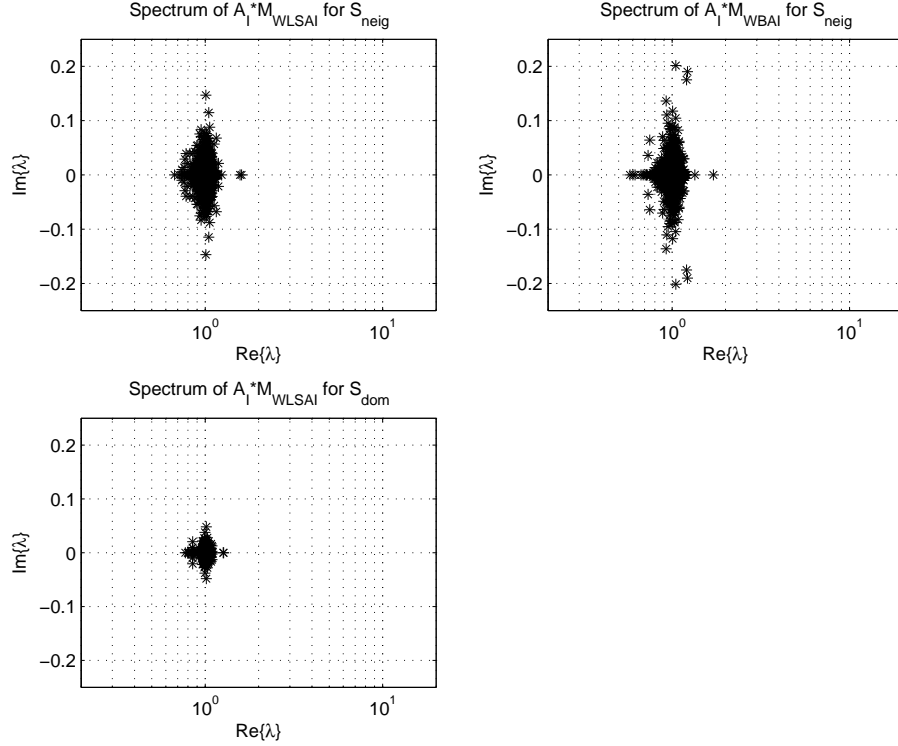 Spectrum of A_I*M_WLSAI for S_neig
0.2
0.1
0
−0.1
−0.2
Im{λ}
10^0
10^1
Re{λ}
Spectrum of A_I*M_WBAI for S_neig
0.2
0.1
0
−0.1
−0.2
Im{λ}
10^0
10^1
Re{λ}
Spectrum of A_I*M_WLSAI for S_dom
0.2
0.1
0
−0.1
−0.2
Im{λ}
10^0
10^1
Re{λ}